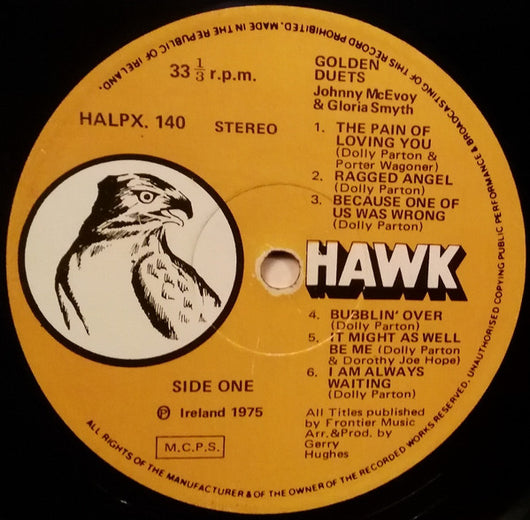 ALL RIGHTS OF THE MANUFACTURER & OF THE OWNER OF THE RECORDED WORKS RESERVED. UNAUTHORISED COPYING PUBLIC PERFORMANCE & BROADCASTING OF THIS RECORD PROHIBITED. MADE IN THE REPUBLIC OF IRELAND.
33 1/3 r.p.m.
HALPX. 140
STEREO
GOLDEN
DUETS
Johnny McEvoy
& Gloria Smyth
1. THE PAIN OF
LOVING YOU
(Dolly Parton &
Porter Wagoner)
2. RAGGED ANGEL
(Dolly Parton)
3. BECAUSE ONE OF
US WAS WRONG
(Dolly Parton)
HAWK
4. BU3BLIN' OVER
(Dolly Parton)
5. IT MIGHT AS WELL
BE ME (Dolly Parton
& Dorothy Joe Hope)
6. I AM ALWAYS
WAITING
(Dolly Parton)
All Titles published
by Frontier Music
Arr.&Prod. by
Gerry
Hughes
SIDE ONE
℗ Ireland 1975
M.C.P.S.